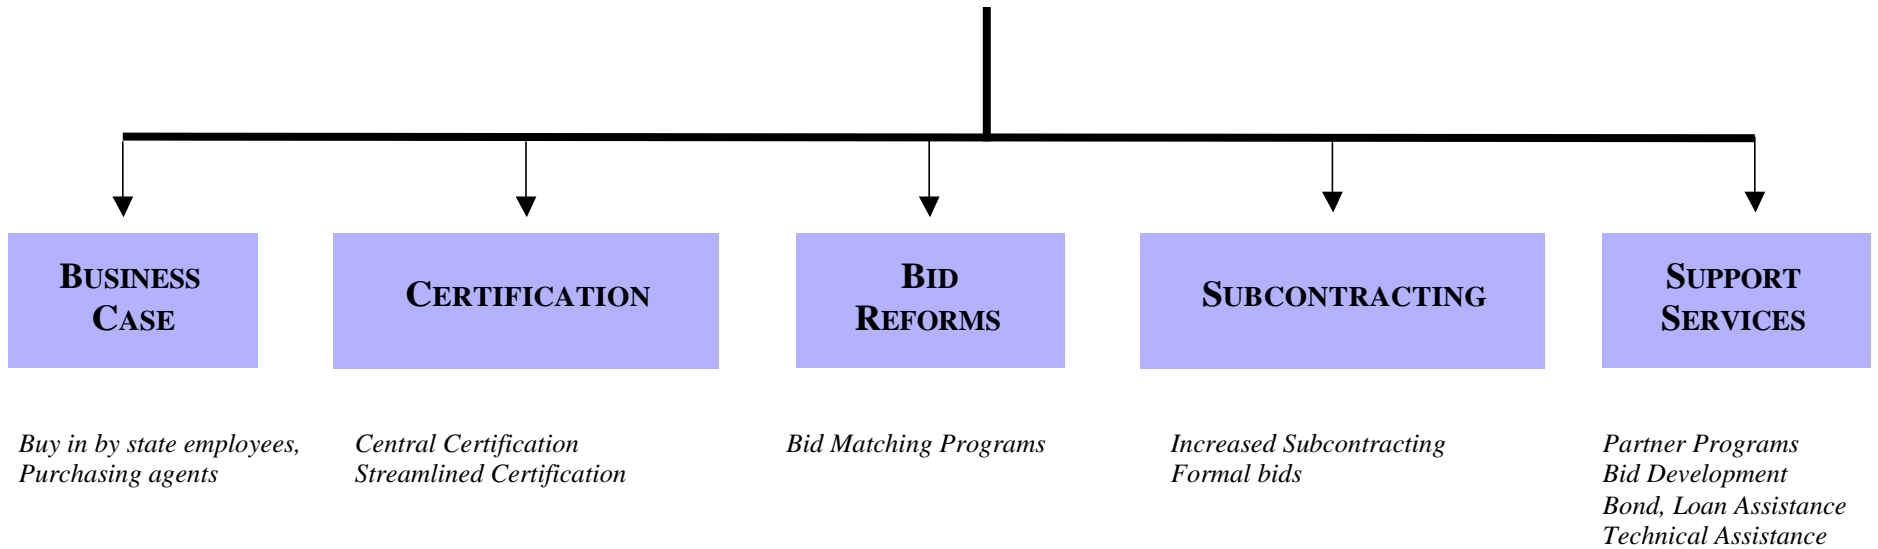 BUSINESS
CASE
CERTIFICATION
BID
REFORMS
SUBCONTRACTING
SUPPORT
SERVICES
Buy in by state employees,
Purchasing agents
Central Certification
Streamlined Certification
Bid Matching Programs
Increased Subcontracting
Formal bids
Partner Programs
Bid Development
Bond, Loan Assistance
Technical Assistance